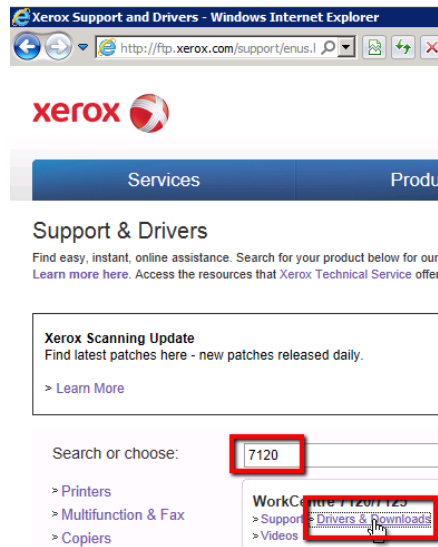 Xerox Support and Drivers - Windows Internet Explorer
http://ftp.xerox.com/support/enus.
xerox
Services
Produ
Support & Drivers
Find easy, instant, online assistance. Search for your product below for our
Learn more here. Access the resources that Xerox Technical Service offe
Xerox Scanning Update
Find latest patches here - new patches released daily.
> Learn More
Search or choose:
7120
> Printers
> Multifunction & Fax
> Copiers
WorkCentre 7120/7125
> Support > Drivers & Downloads
> Videos